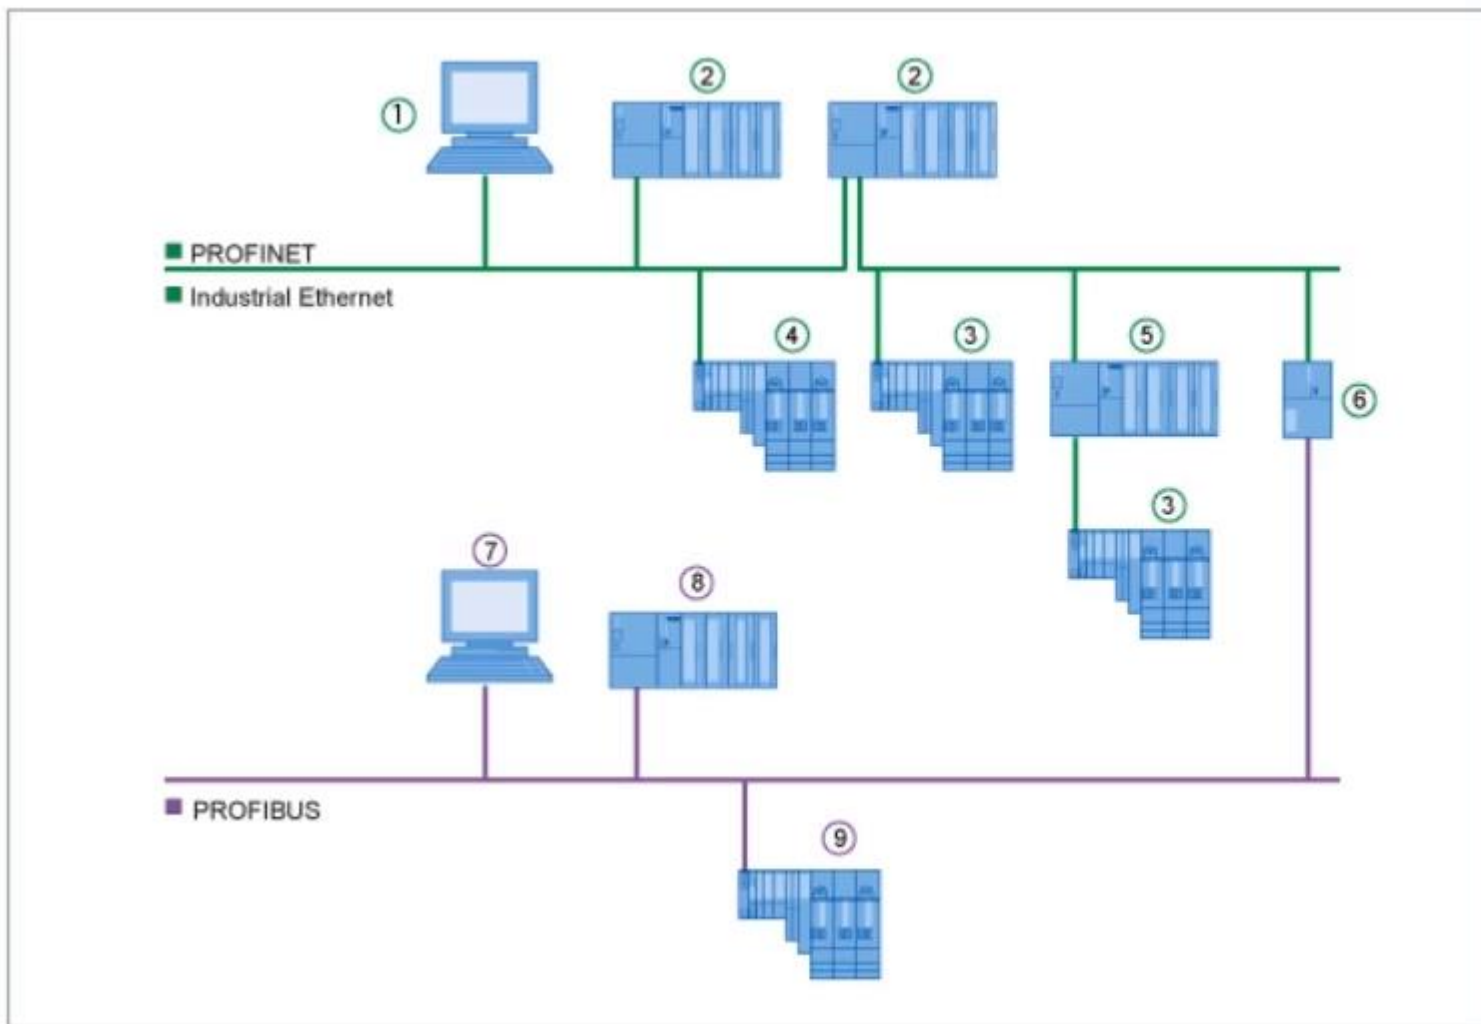 ① ② ②
PROFINET
Industrial Ethernet
④ ③ ⑤
⑥
③
⑦
⑧
PROFIBUS
⑨